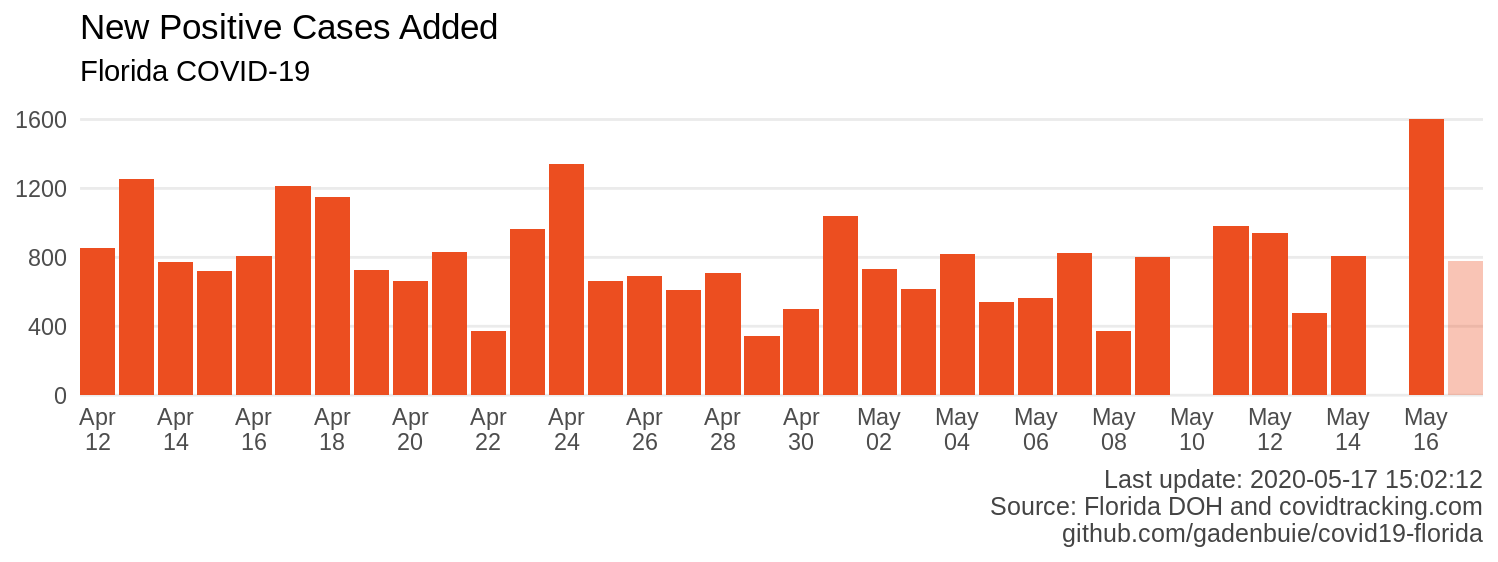 New Positive Cases Added
Florida COVID-19
1600
1200
800
400
0
Apr 12
Apr 14
Apr 16
Apr 18
Apr 20
Apr 22
Apr 24
Apr 26
Apr 28
Apr 30
May 02
May 04
May 06
May 08
May 10
May 12
May 14
May 16
Last update: 2020-05-17 15:02:12
Source: Florida DOH and covidtracking.com
github.com/gadenbuie/covid19-florida